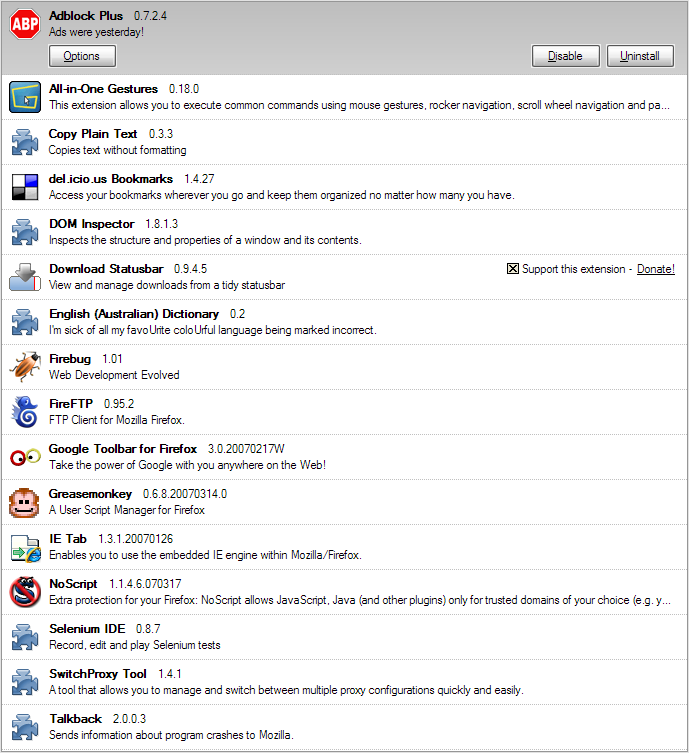 ABP
Adblock Plus 0.7.2.4
Ads were yesterday!
Options Disable Uninstall
All-in-One Gestures 0.18.0
This extension allows you to execute common commands using mouse gestures, rocker navigation, scroll wheel navigation and pa...
Copy Plain Text 0.3.3
Copies text without formatting
del.icio.us Bookmarks 1.4.27
Access your bookmarks wherever you go and keep them organized no matter how many you have.
DOM Inspector 1.8.1.3
Inspects the structure and properties of a window and its contents.
Download Statusbar 0.9.4.5 Support this extension - Donate!
View and manage downloads from a tidy statusbar
English (Australian) Dictionary 0.2
I'm sick of all my favoUrite coloUrful language being marked incorrect.
Firebug 1.01
Web Development Evolved
FireFTP 0.95.2
FTP Client for Mozilla Firefox.
Google Toolbar for Firefox 3.0.20070217W
Take the power of Google with you anywhere on the Web!
Greasemonkey 0.6.8.20070314.0
A User Script Manager for Firefox
IE Tab 1.3.1.20070126
Enables you to use the embedded IE engine within Mozilla/Firefox.
NoScript 1.1.4.6.070317
Extra protection for your Firefox: NoScript allows JavaScript, Java (and other plugins) only for trusted domains of your choice (e.g. y...
Selenium IDE 0.8.7
Record, edit and play Selenium tests
SwitchProxy Tool 1.4.1
A tool that allows you to manage and switch between multiple proxy configurations quickly and easily.
Talkback 2.0.0.3
Sends information about program crashes to Mozilla.